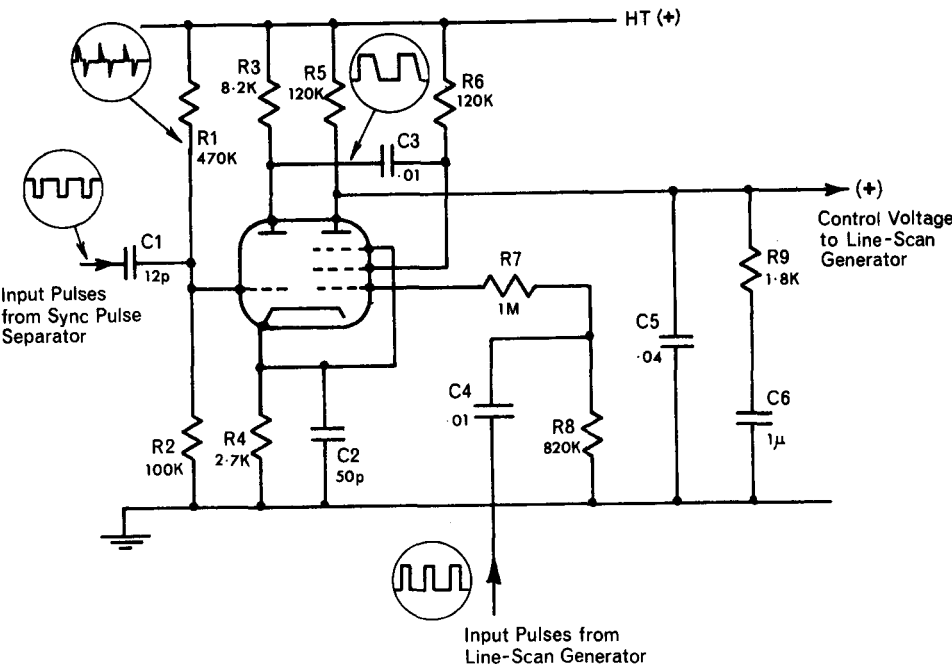 HT (+)
R3
8·2K
R5
120K
R6
120K
R1
470K
C3
·01
C1
12p
Input Pulses
from Sync Pulse
Separator
(+)
Control Voltage
to Line-Scan
Generator
R7
1M
R9
1·8K
C5
·04
C4
·01
C6
1μ
R2
100K
R4
2·7K
C2
50p
R8
820K
Input Pulses from
Line-Scan Generator